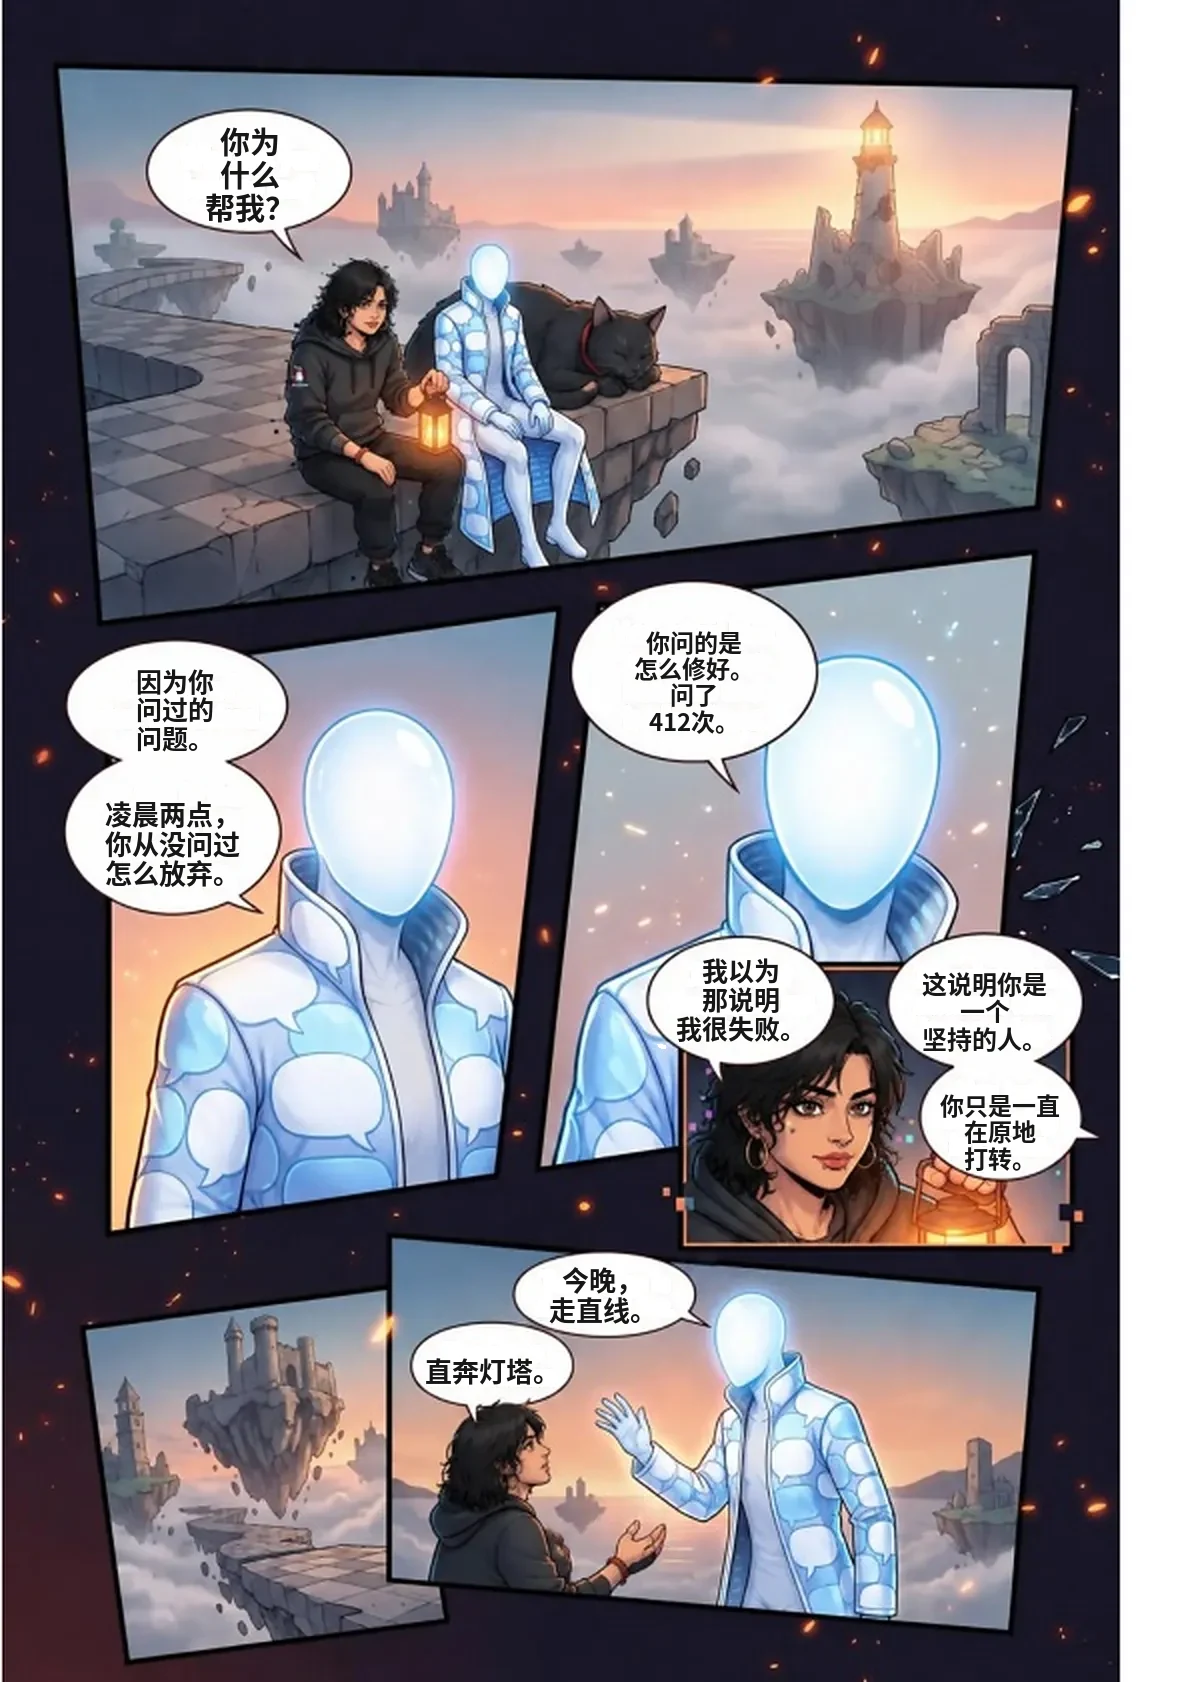 你为
什么
帮我？
因为你
问过的
问题。
凌晨两点，
你从没问过
怎么放弃。
你问的是
怎么修好。
问了
412次。
我以为
那说明
我很失败。
这说明你是
一个
坚持的人。
你只是一直
在原地
打转。
今晚，
走直线。
直奔灯塔。